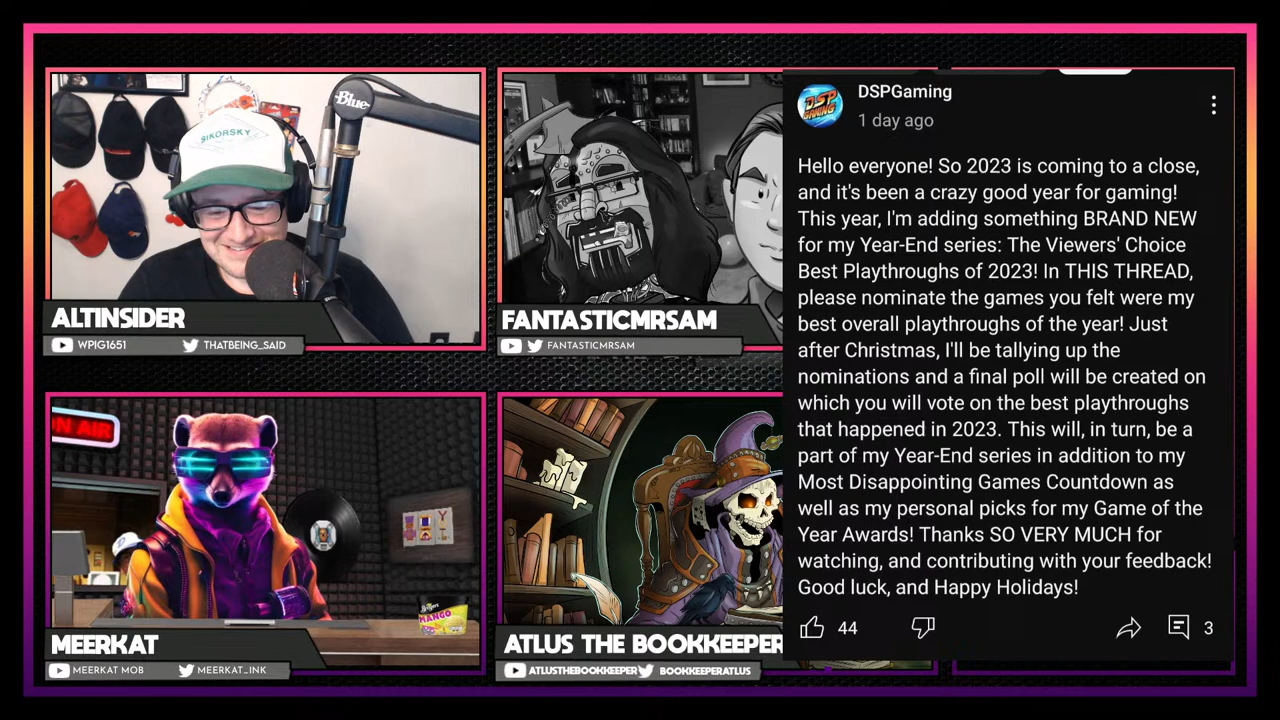 Blue
SIKORSKY
ALTINSIDER
WPIG1651
THATBEING_SAID
FANTASTICMRSAM
FANTASTICMRSAM
N AIR
MANGO
MEERKAT
MEERKAT MOB
MEERKAT_INK
ATLUS THE BOOKKEEPER
ATLUSTHEBOOKKEEPER
BOOKKEEPERATLUS
DSP
GAMING
DSPGaming
1 day ago
Hello everyone! So 2023 is coming to a close,
and it's been a crazy good year for gaming!
This year, I'm adding something BRAND NEW
for my Year-End series: The Viewers' Choice
Best Playthroughs of 2023! In THIS THREAD,
please nominate the games you felt were my
best overall playthroughs of the year! Just
after Christmas, I'll be tallying up the
nominations and a final poll will be created on
which you will vote on the best playthroughs
that happened in 2023. This will, in turn, be a
part of my Year-End series in addition to my
Most Disappointing Games Countdown as
well as my personal picks for my Game of the
Year Awards! Thanks SO VERY MUCH for
watching, and contributing with your feedback!
Good luck, and Happy Holidays!
44
3